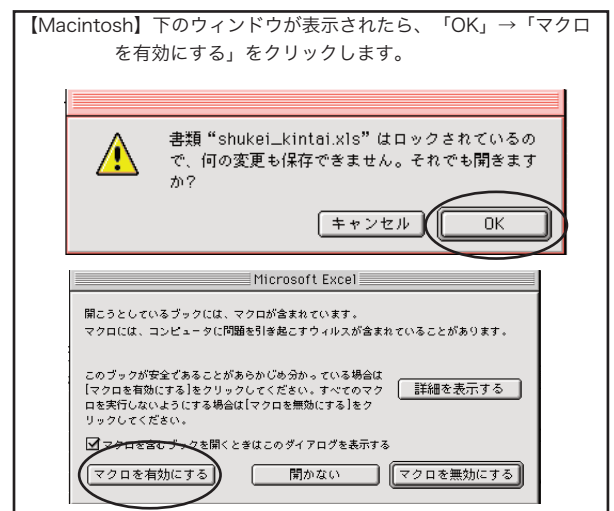 【Macintosh】下のウィンドウが表示されたら、「OK」→「マクロ
を有効にする」をクリックします。
書類“shukei_kintai.xls”はロックされているの
で、何の変更も保存できません。それでも開きます
か?
キャンセル
OK
Microsoft Excel
開こうとしているブックには、マクロが含まれています。
マクロには、コンピュータに問題を引き起こすウィルスが含まれていることがあります。
このブックが安全であることがあらかじめ分かっている場合は
[マクロを有効にする]をクリックしてください。すべてのマク
ロを実行しないようにする場合は[マクロを無効にする]をク
リックしてください。
詳細を表示する
マクロを含むブックを開くときはこのダイアログを表示する
マクロを有効にする
開かない
マクロを無効にする